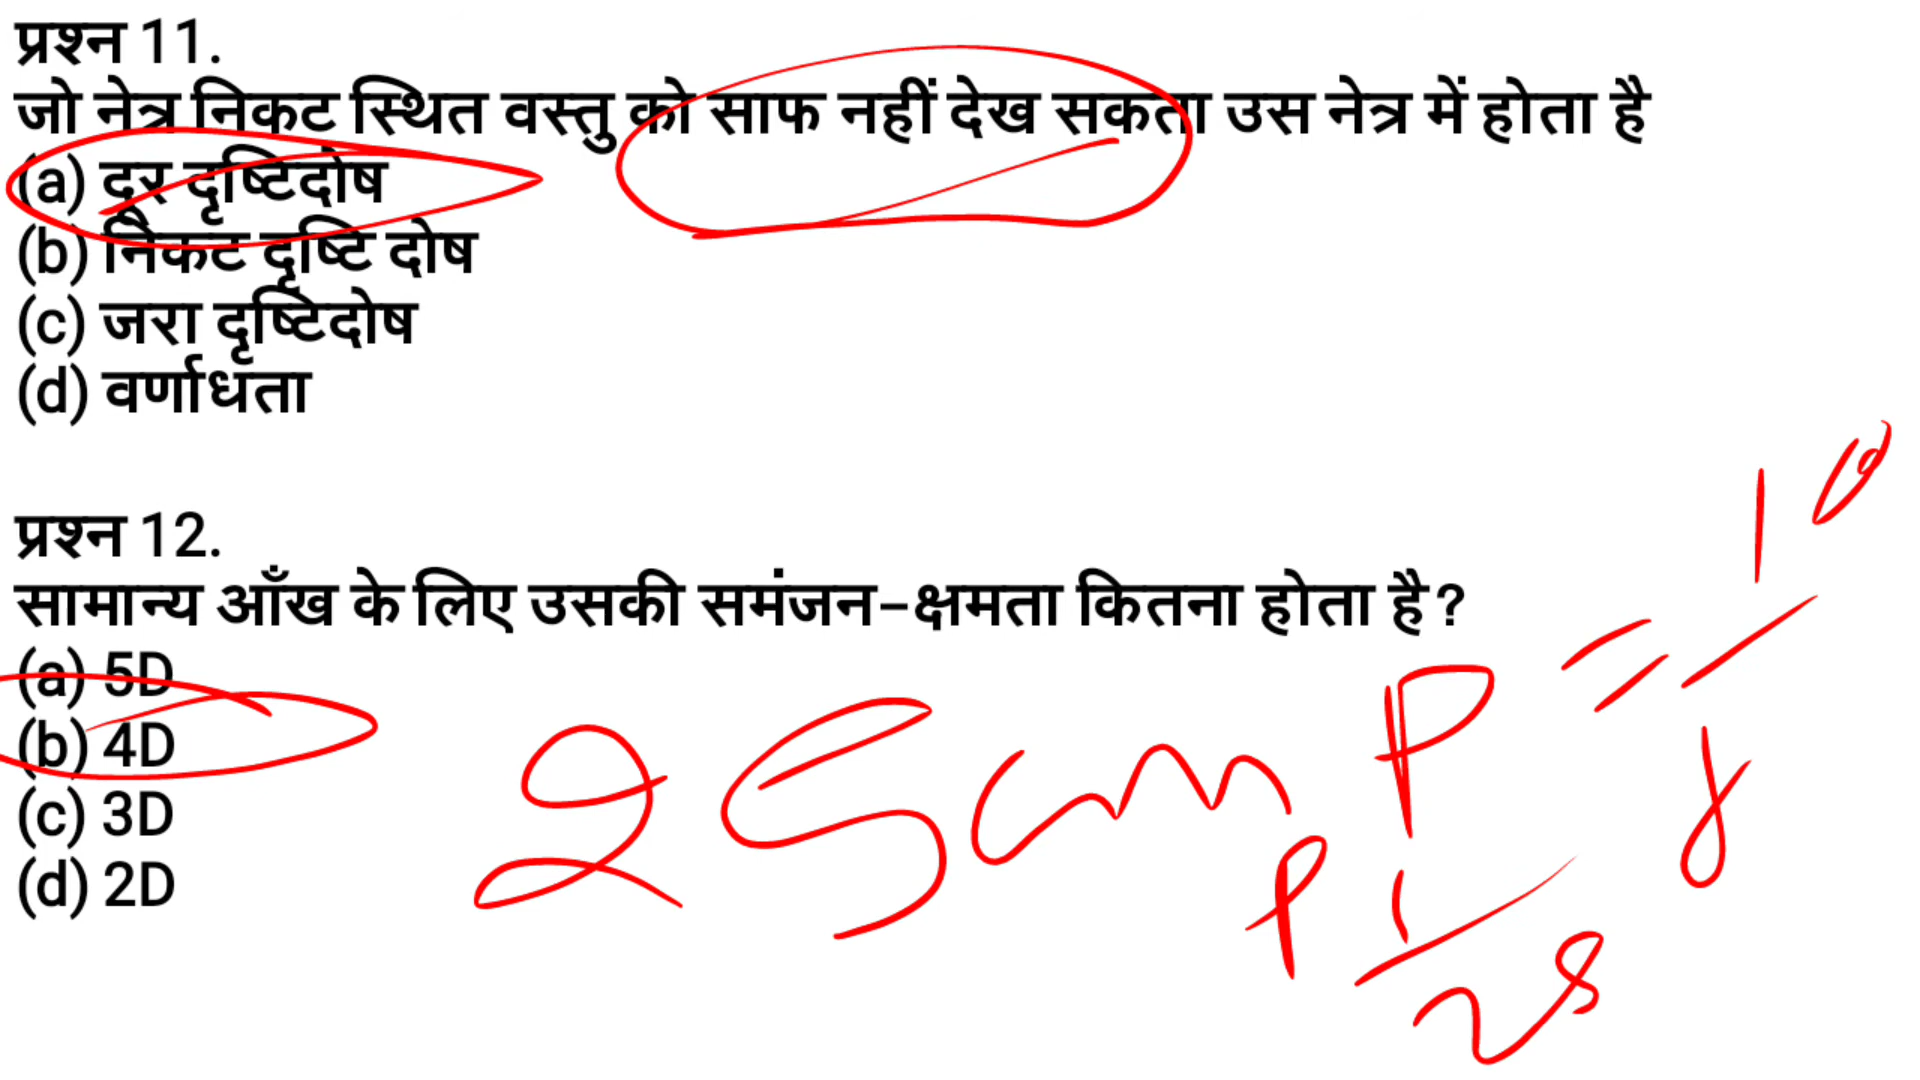 प्रश्न 11.
जो नेत्र निकट स्थित वस्तु को साफ नहीं देख सकता उस नेत्र में होता है
(a) दूर दृष्टिदोष
(b) निकट दृष्टि दोष
(c) जरा दृष्टिदोष
(d) वर्णाधता
प्रश्न 12.
सामान्य आँख के लिए उसकी समंजन-क्षमता कितना होता है?
(a) 5D
(b) 4D
(c) 3D
(d) 2D
25cm
P = 1
P 1
25